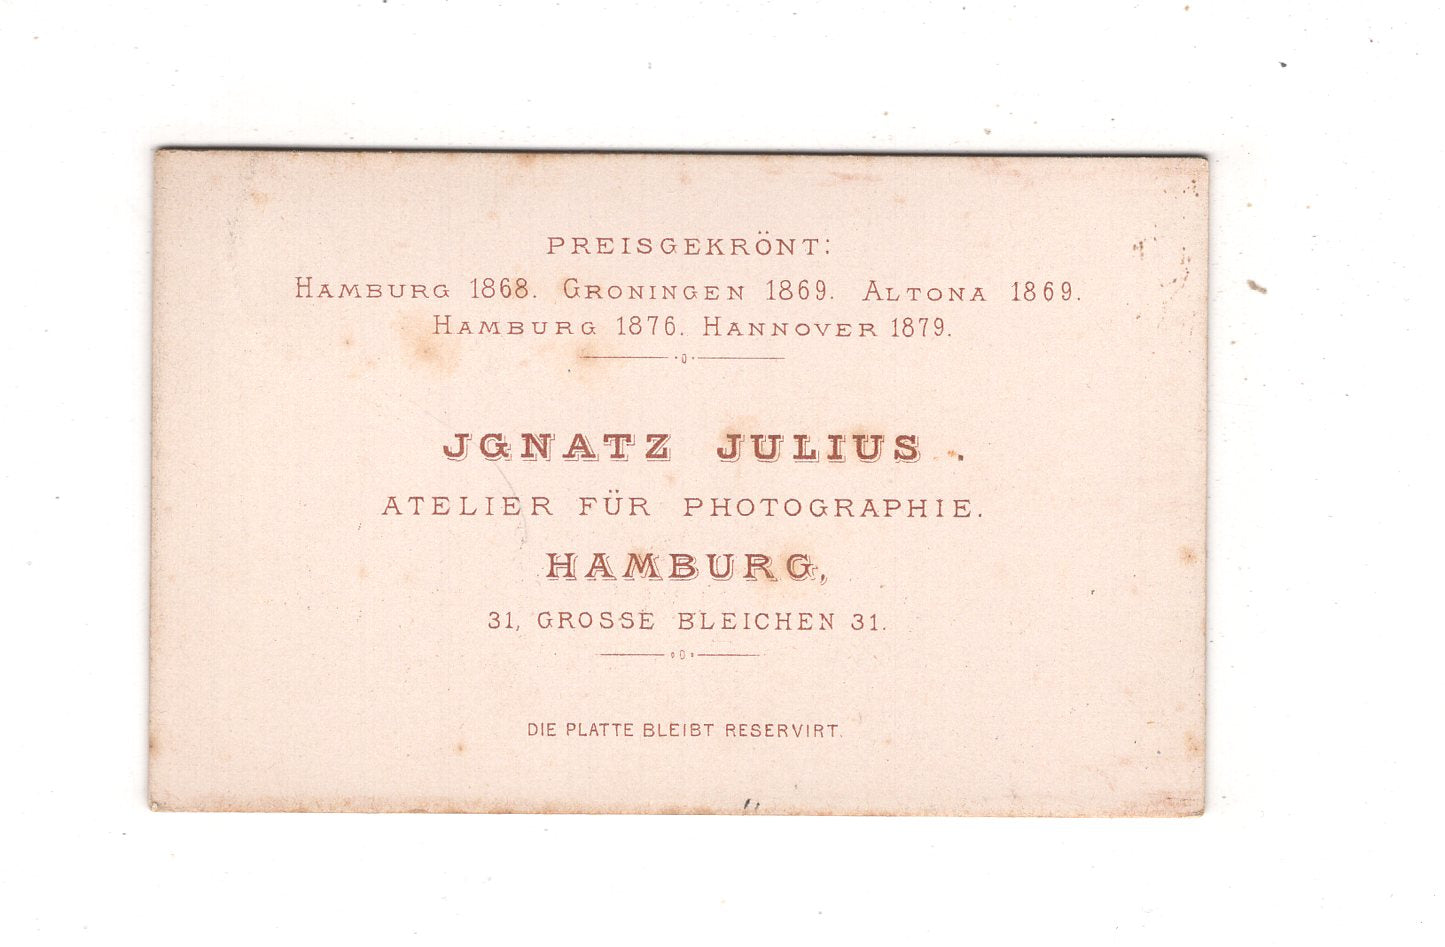 PREISGEKRÖNT:
HAMBURG 1868. GRONINGEN 1869. ALTONA 1869.
HAMBURG 1876. HANNOVER 1879.
JGNATZ JULIUS.
ATELIER FÜR PHOTOGRAPHIE.
HAMBURG,
31, GROSSE BLEICHEN 31.
DIE PLATTE BLEIBT RESERVIRT.